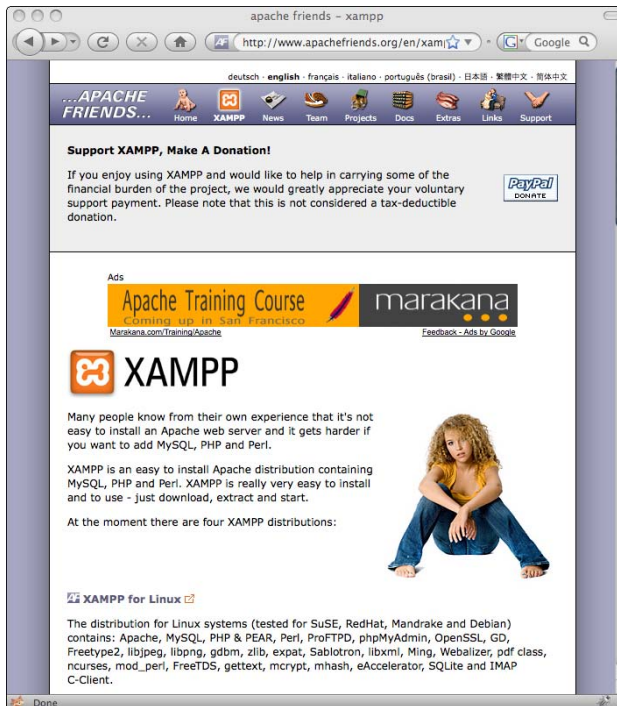 apache friends – xampp
http://www.apachefriends.org/en/xam
Google
deutsch · english · français · italiano · português (brasil) · 日本語 · 繁體中文 · 简体中文
...APACHE
FRIENDS...
Home XAMPP News Team Projects Docs Extras Links Support
Support XAMPP, Make A Donation!
If you enjoy using XAMPP and would like to help in carrying some of the
financial burden of the project, we would greatly appreciate your voluntary
support payment. Please note that this is not considered a tax-deductible
donation.
PayPal
DONATE
Ads
Apache Training Course
Coming up in San Francisco
marakana
Marakana.com/Training/Apache
Feedback - Ads by Google
XAMPP
Many people know from their own experience that it's not
easy to install an Apache web server and it gets harder if
you want to add MySQL, PHP and Perl.
XAMPP is an easy to install Apache distribution containing
MySQL, PHP and Perl. XAMPP is really very easy to install
and to use - just download, extract and start.
At the moment there are four XAMPP distributions:
XAMPP for Linux
The distribution for Linux systems (tested for SuSE, RedHat, Mandrake and Debian)
contains: Apache, MySQL, PHP & PEAR, Perl, ProFTPD, phpMyAdmin, OpenSSL, GD,
Freetype2, libjpeg, libpng, gdbm, zlib, expat, Sablotron, libxml, Ming, Webalizer, pdf class,
ncurses, mod_perl, FreeTDS, gettext, mcrypt, mhash, eAccelerator, SQLite and IMAP
C-Client.
Done